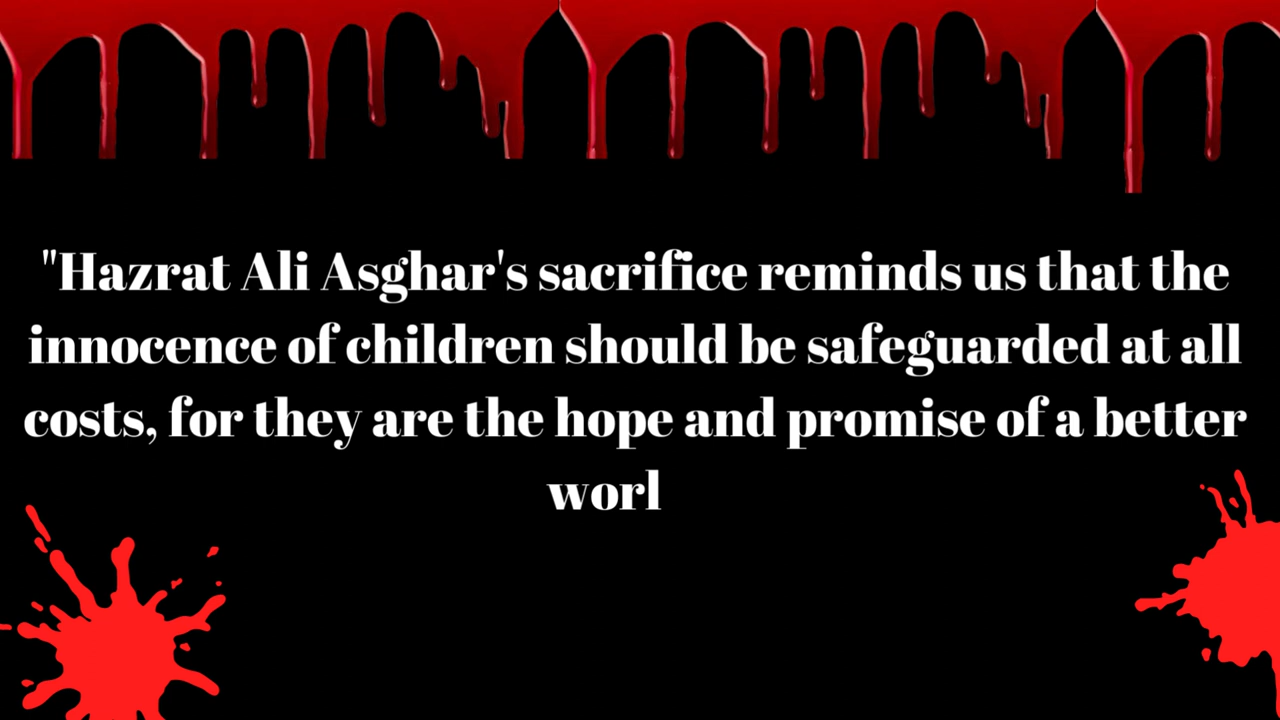 "Hazrat Ali Asghar's sacrifice reminds us that the
innocence of children should be safeguarded at all
costs, for they are the hope and promise of a better
worl